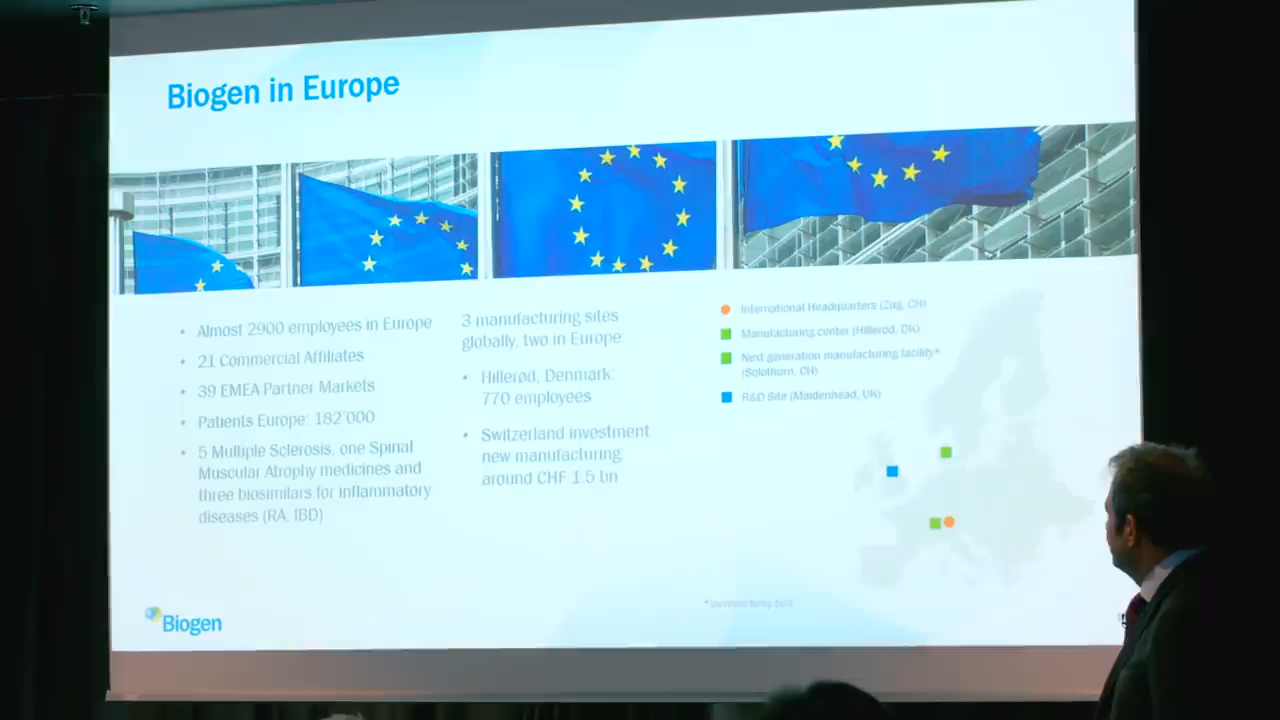 Biogen in Europe
• Almost 2900 employees in Europe
• 21 Commercial Affiliates
• 39 EMEA Partner Markets
• Patients Europe: 182'000
• 5 Multiple Sclerosis, one Spinal
Muscular Atrophy medicines and
three biosimilars for inflammatory
diseases (RA, IBD)
3 manufacturing sites
globally, two in Europe
• Hillerød, Denmark:
770 employees
• Switzerland investment
new manufacturing:
around CHF 1.5 bn
International Headquarters (Zug, CH)
Manufacturing center (Hillerød, DK)
Next generation manufacturing facility*
(Solothurn, CH)
R&D Site (Maidenhead, UK)
* currently being build
Biogen